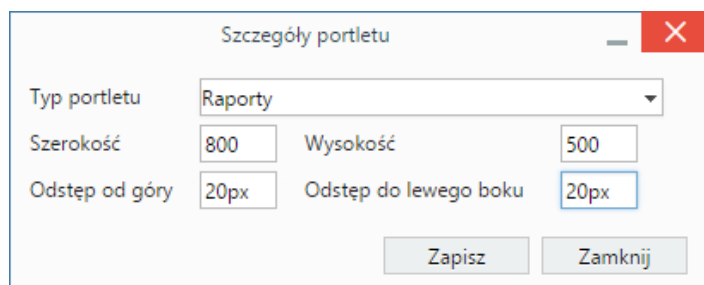 Szczegóły portletu
Typ portletu Raporty
Szerokość 800 Wysokość 500
Odstęp od góry 20px Odstęp do lewego boku 20px
Zapisz Zamknij